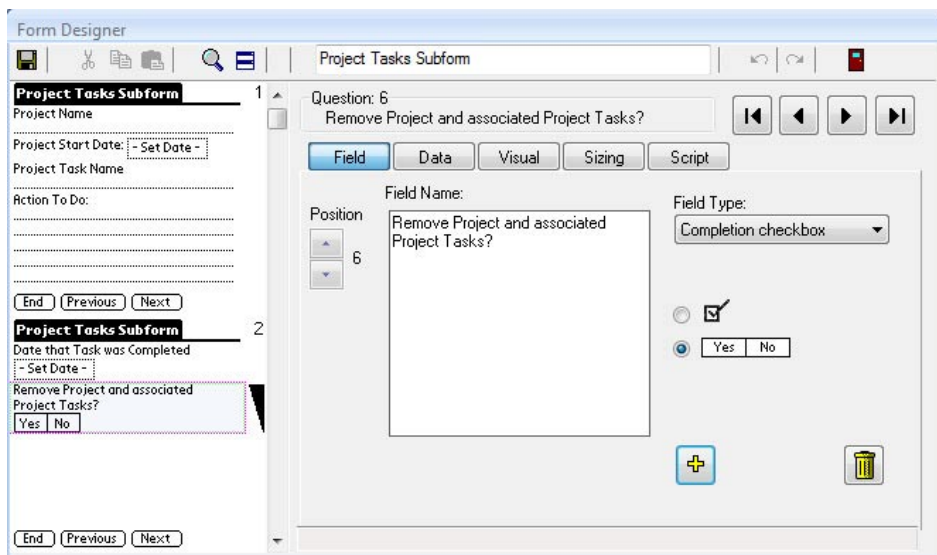 Form Designer
Project Tasks Subform
Project Tasks Subform 1
Project Name
Project Start Date: - Set Date -
Project Task Name
Action To Do:
End Previous Next
Project Tasks Subform 2
Date that Task was Completed
- Set Date -
Remove Project and associated
Project Tasks?
Yes No
End Previous Next
Question: 6
Remove Project and associated Project Tasks?
Field Data Visual Sizing Script
Position
6
Field Name:
Remove Project and associated
Project Tasks?
Field Type:
Completion checkbox
Yes No